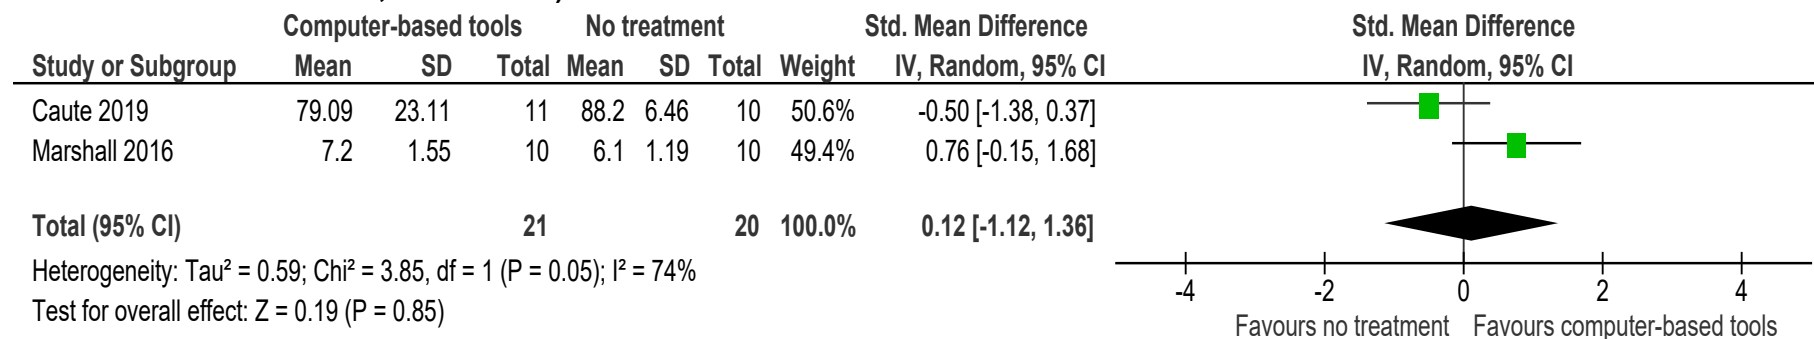 Computer-based tools No treatment Std. Mean Difference Std. Mean Difference
Study or Subgroup Mean SD Total Mean SD Total Weight IV, Random, 95% CI IV, Random, 95% CI
Caute 2019 79.09 23.11 11 88.2 6.46 10 50.6% -0.50 [-1.38, 0.37]
Marshall 2016 7.2 1.55 10 6.1 1.19 10 49.4% 0.76 [-0.15, 1.68]
Total (95% CI) 21 20 100.0% 0.12 [-1.12, 1.36]
Heterogeneity: Tau² = 0.59; Chi² = 3.85, df = 1 (P = 0.05); I² = 74%
Test for overall effect: Z = 0.19 (P = 0.85)
-4 -2 0 2 4
Favours no treatment Favours computer-based tools